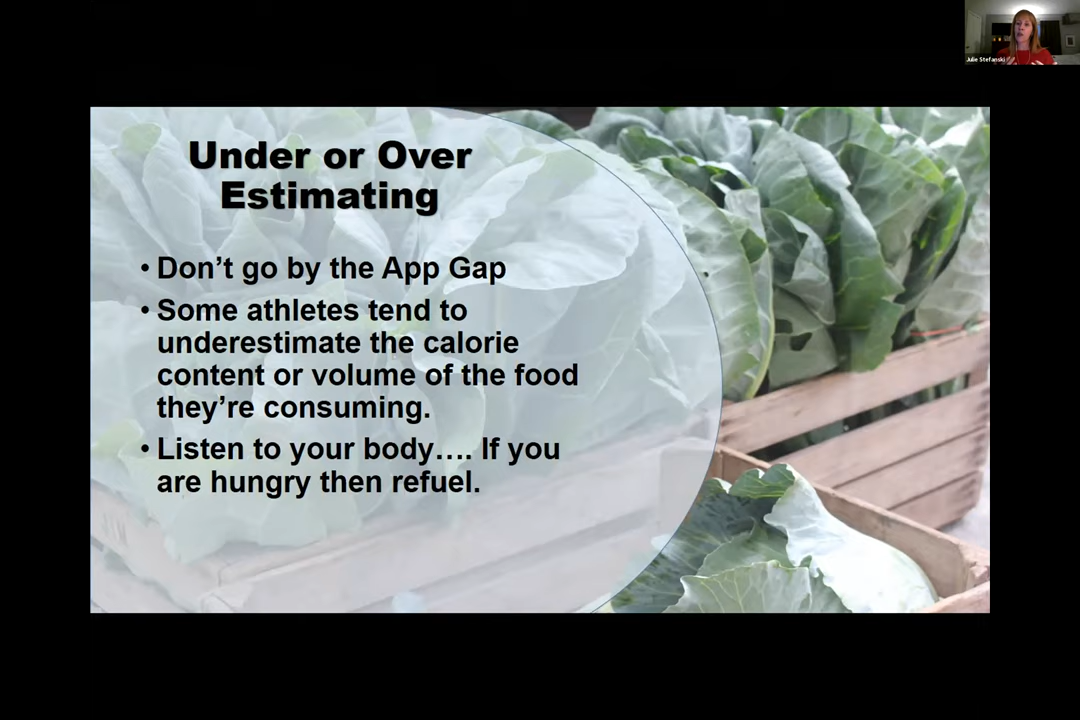 Julie Stefanski
Under or Over
Estimating
• Don’t go by the App Gap
• Some athletes tend to
underestimate the calorie
content or volume of the food
they’re consuming.
• Listen to your body…. If you
are hungry then refuel.